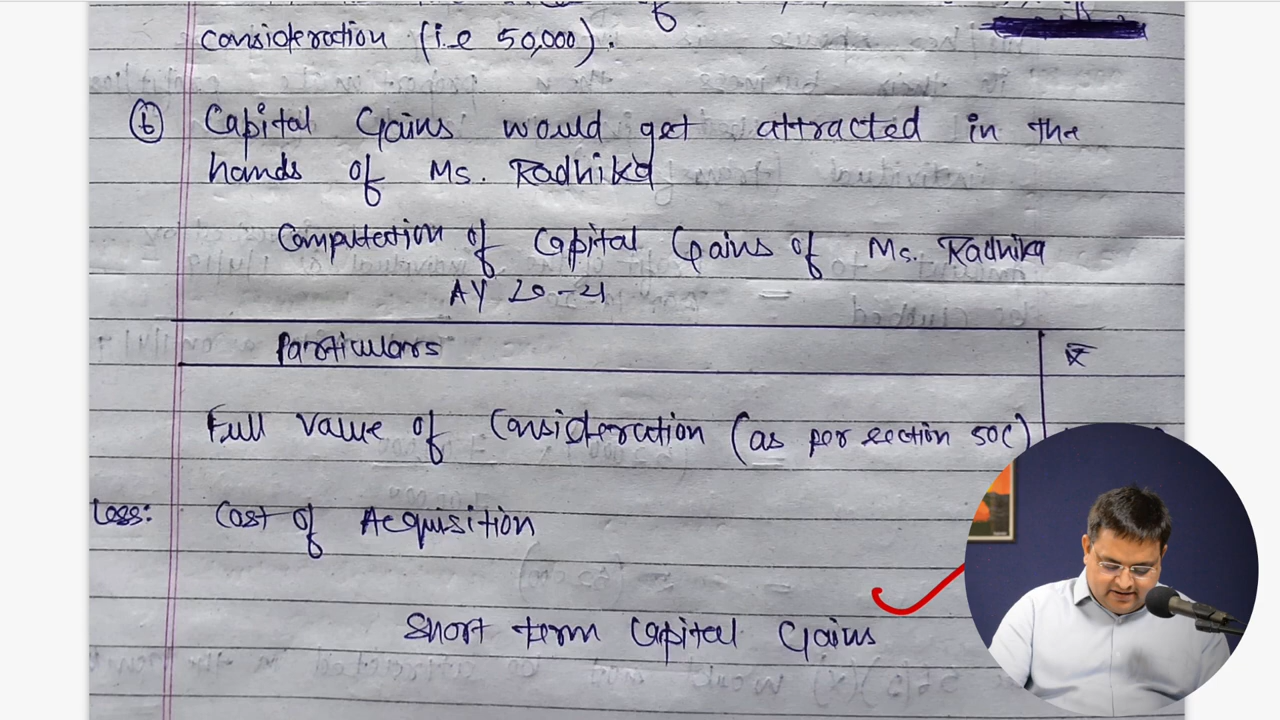 consideration (i.e 50,000).
(b) Capital Gains would get attracted in the
hands of Ms. Radhika
Computation of Capital Gains of Ms. Radhika
AY 20-21
Particulars ₹
Full Value of Consideration (as per section 50C)
Less: Cost of Acquisition
Short term Capital Gains